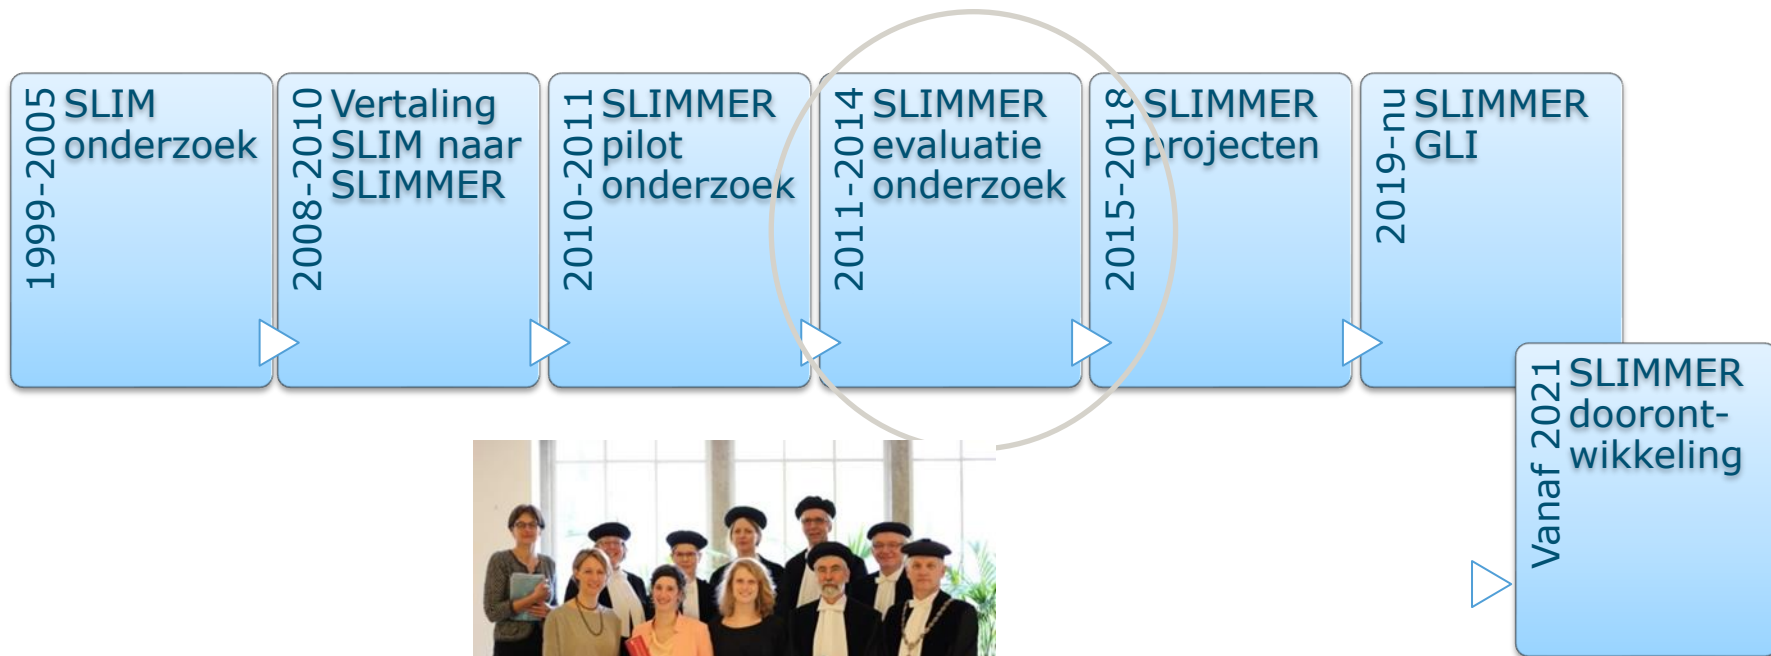 1999-2005
SLIM
onderzoek
2008-2010
Vertaling
SLIM naar
SLIMMER
2010-2011
SLIMMER
pilot
onderzoek
2011-2014
SLIMMER
evaluatie
onderzoek
2015-2018
SLIMMER
projecten
2019-nu
SLIMMER
GLI
Vanaf 2021
SLIMMER
dooront-
wikkeling